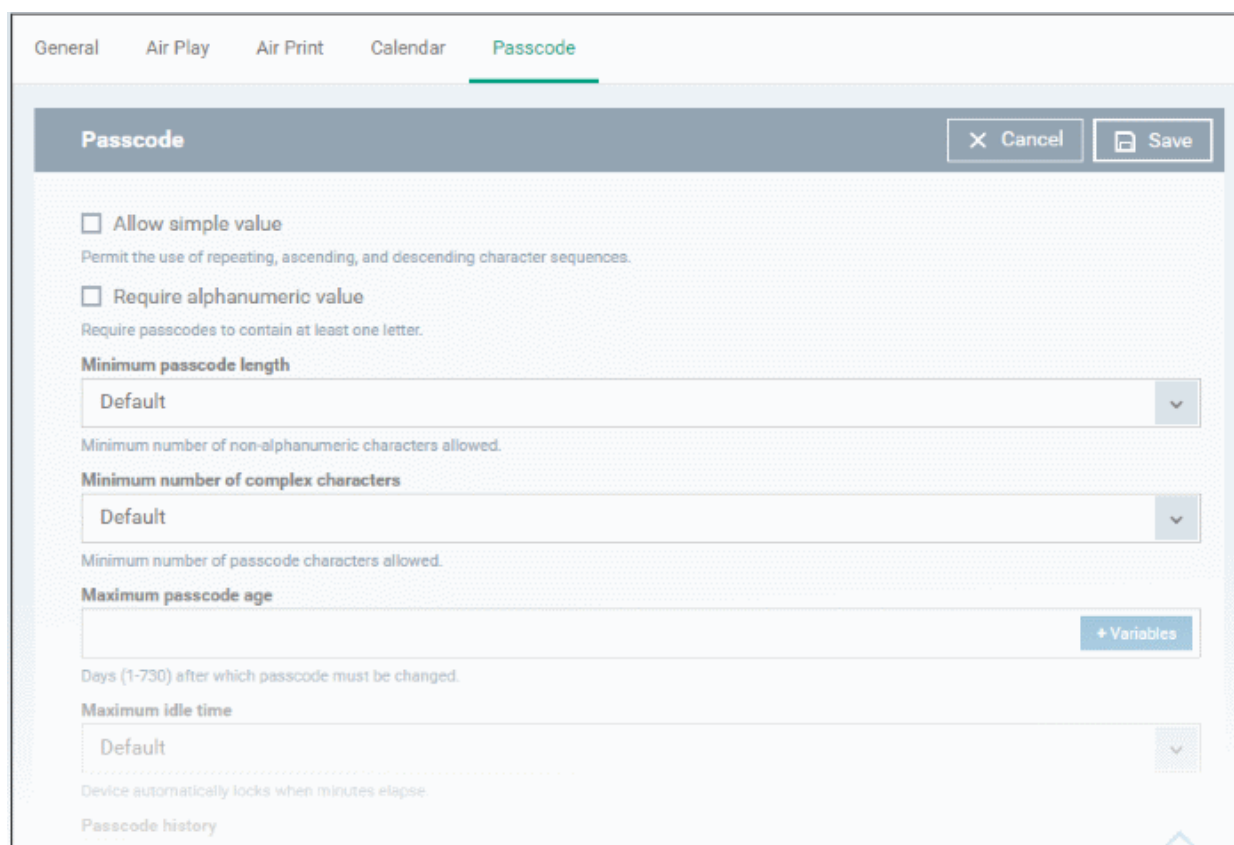 General Air Play Air Print Calendar Passcode
Passcode Cancel Save
Allow simple value
Permit the use of repeating, ascending, and descending character sequences.
Require alphanumeric value
Require passcodes to contain at least one letter.
Minimum passcode length
Default
Minimum number of non-alphanumeric characters allowed.
Minimum number of complex characters
Default
Minimum number of passcode characters allowed.
Maximum passcode age
+ Variables
Days (1-730) after which passcode must be changed.
Maximum idle time
Default
Device automatically locks when minutes elapse.
Passcode history